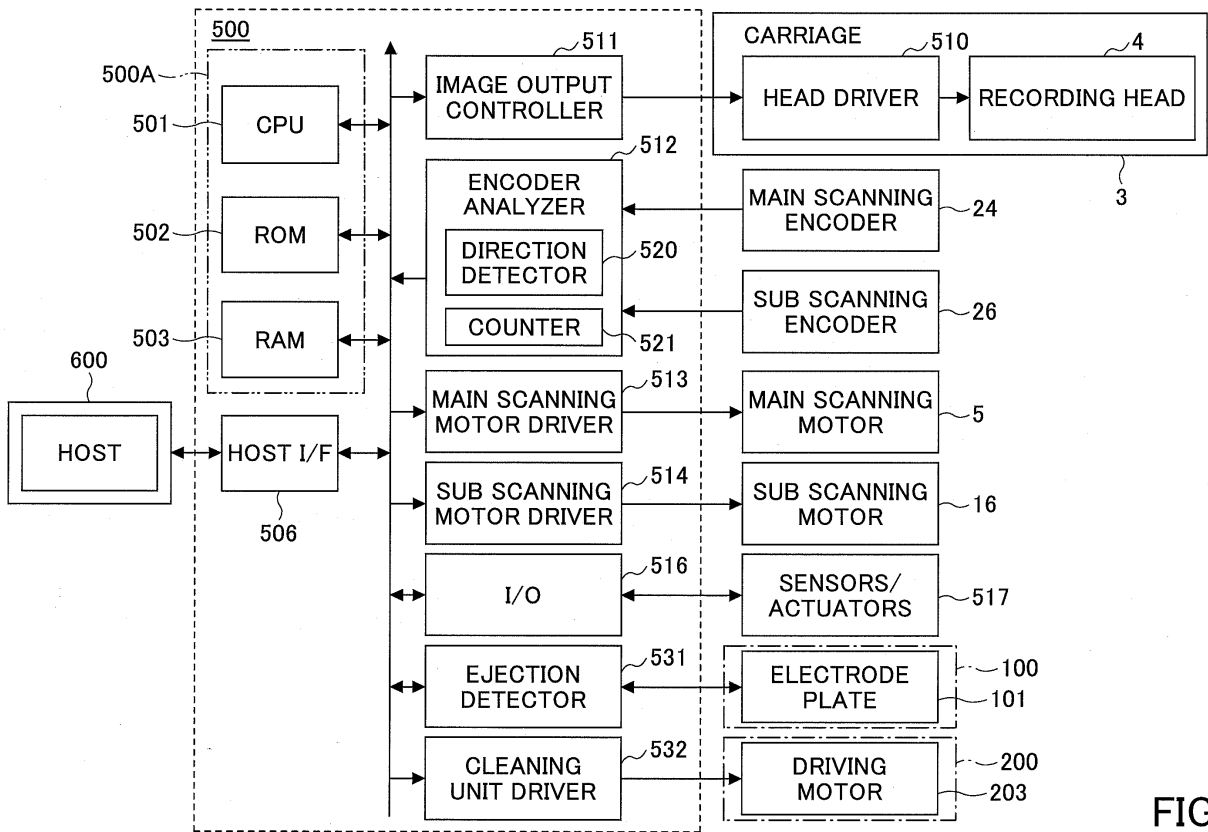 500
500A
501
CPU
502
ROM
503
RAM
600
HOST
HOST I/F
506
511
IMAGE OUTPUT
CONTROLLER
512
ENCODER
ANALYZER
DIRECTION
DETECTOR
520
COUNTER
521
513
MAIN SCANNING
MOTOR DRIVER
514
SUB SCANNING
MOTOR DRIVER
516
I/O
531
EJECTION
DETECTOR
532
CLEANING
UNIT DRIVER
CARRIAGE
510
4
HEAD DRIVER
RECORDING HEAD
3
MAIN SCANNING
ENCODER
24
SUB SCANNING
ENCODER
26
MAIN SCANNING
MOTOR
5
SUB SCANNING
MOTOR
16
SENSORS/
ACTUATORS
517
100
ELECTRODE
PLATE
101
200
DRIVING
MOTOR
203
FIG